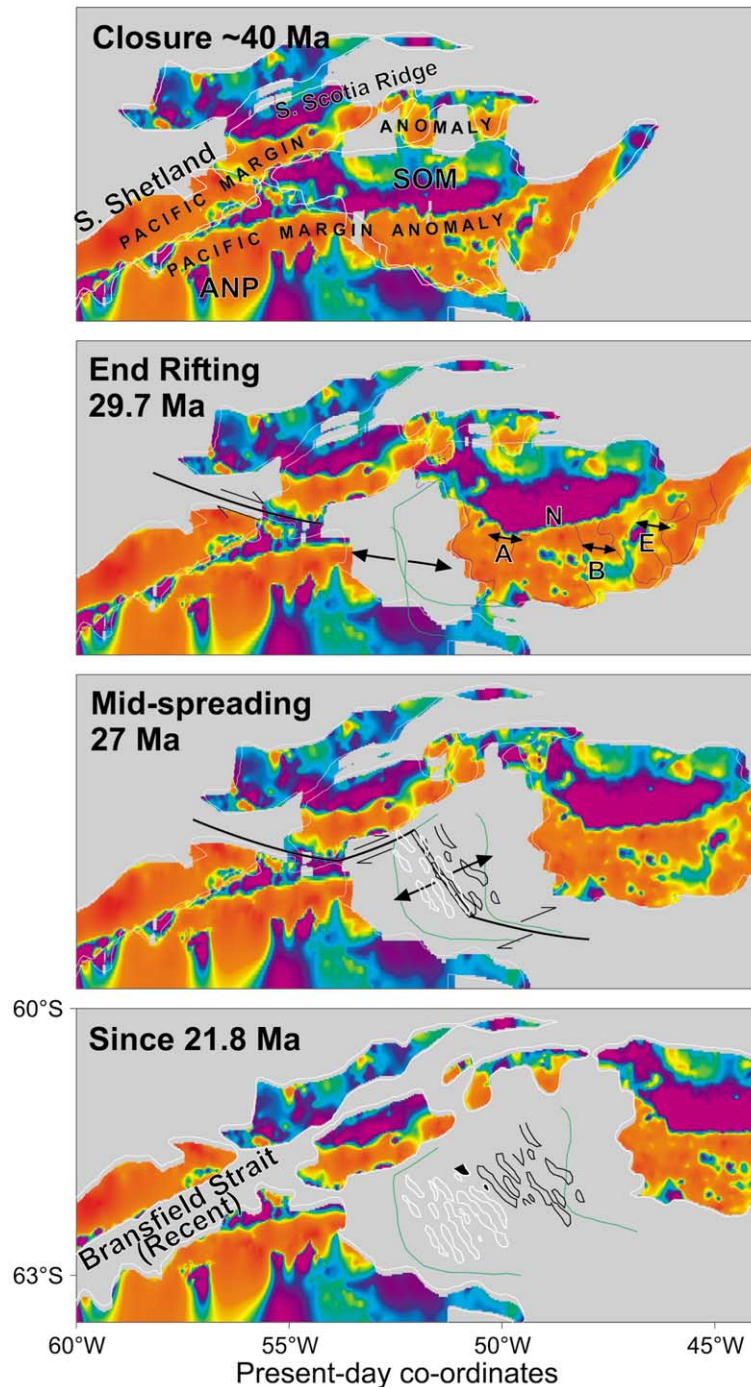 Closure ~40 Ma
S. Scotia Ridge
ANOMALY
S. Shetland
PACIFIC MARGIN
SOM
PACIFIC MARGIN ANOMALY
ANP
End Rifting
29.7 Ma
N
E
A
B
Mid-spreading
27 Ma
60°S
Since 21.8 Ma
Bransfield Strait
(Recent)
63°S
60°W
55°W
50°W
45°W
Present-day co-ordinates